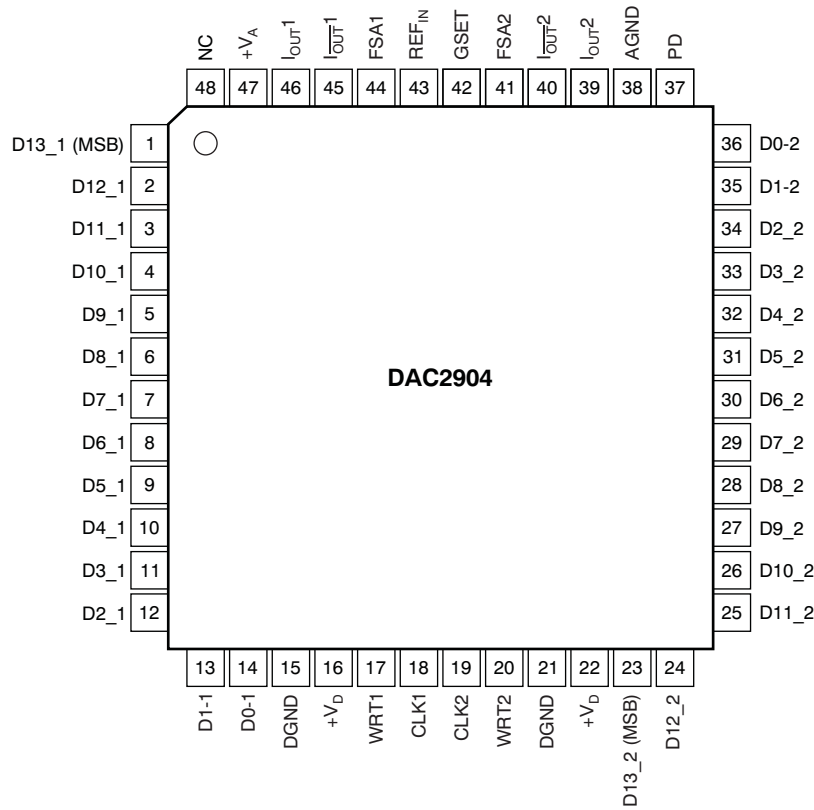 NC
+VA
IOUT1
I̅O̅U̅T̅1
FSA1
REFIN
GSET
FSA2
I̅O̅U̅T̅2
IOUT2
AGND
PD
48 47 46 45 44 43 42 41 40 39 38 37
D13_1 (MSB) 1
36 D0-2
D12_1 2
35 D1-2
D11_1 3
34 D2_2
D10_1 4
33 D3_2
D9_1 5
32 D4_2
D8_1 6
31 D5_2
DAC2904
D7_1 7
30 D6_2
D6_1 8
29 D7_2
D5_1 9
28 D8_2
D4_1 10
27 D9_2
D3_1 11
26 D10_2
D2_1 12
25 D11_2
13 14 15 16 17 18 19 20 21 22 23 24
D1-1
D0-1
DGND
+VD
WRT1
CLK1
CLK2
WRT2
DGND
+VD
D13_2 (MSB)
D12_2